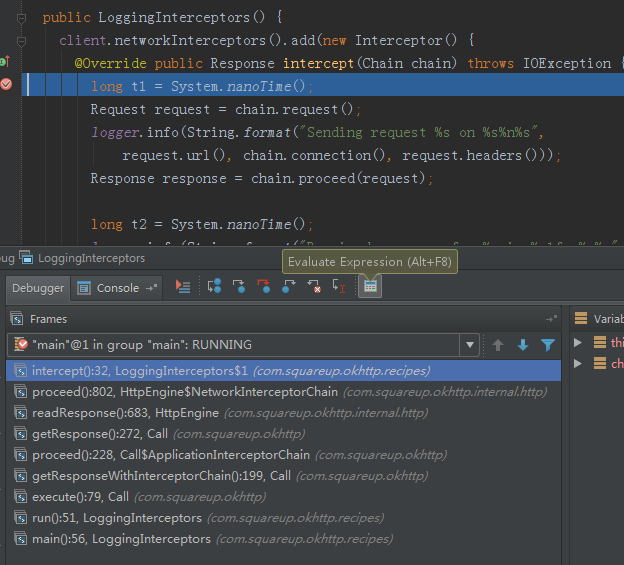 public LoggingInterceptors() {
client.networkInterceptors().add(new Interceptor() {
@Override public Response intercept(Chain chain) throws IOException {
long t1 = System.nanoTime();
Request request = chain.request();
logger.info(String.format("Sending request %s on %s%n%s",
request.url(), chain.connection(), request.headers()));
Response response = chain.proceed(request);
long t2 = System.nanoTime();
bug LoggingInterceptors
Evaluate Expression (Alt+F8)
Debugger Console
Frames
Variab
"main"@1 in group "main": RUNNING
thi
intercept():32, LoggingInterceptors$1 (com.squareup.okhttp.recipes)
ch
proceed():802, HttpEngine$NetworkInterceptorChain (com.squareup.okhttp.internal.http)
readResponse():683, HttpEngine (com.squareup.okhttp.internal.http)
getResponse():272, Call (com.squareup.okhttp)
proceed():228, Call$ApplicationInterceptorChain (com.squareup.okhttp)
getResponseWithInterceptorChain():199, Call (com.squareup.okhttp)
execute():79, Call (com.squareup.okhttp)
run():51, LoggingInterceptors (com.squareup.okhttp.recipes)
main():56, LoggingInterceptors (com.squareup.okhttp.recipes)